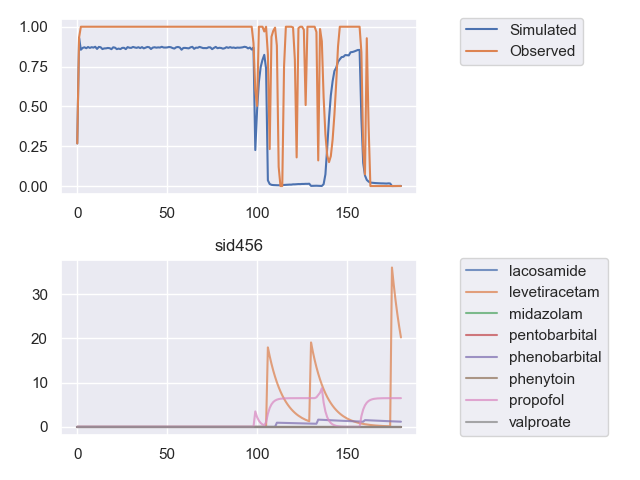 1.00
0.75
0.50
0.25
0.00
0
50
100
150
Simulated
Observed
sid456
30
20
10
0
0
50
100
150
lacosamide
levetiracetam
midazolam
pentobarbital
phenobarbital
phenytoin
propofol
valproate